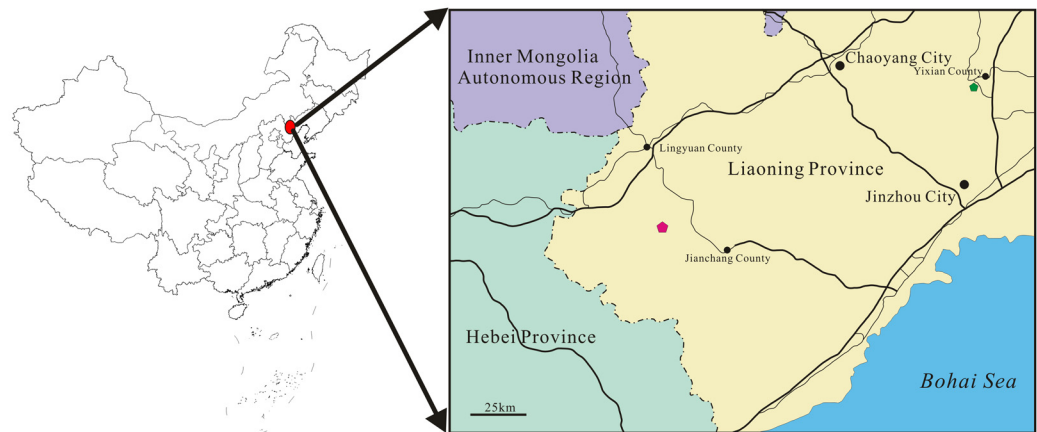 Inner Mongolia
Autonomous Region
Chaoyang City
Yixian County
Lingyuan County
Liaoning Province
Jinzhou City
Jianchang County
Hebei Province
Bohai Sea
25km